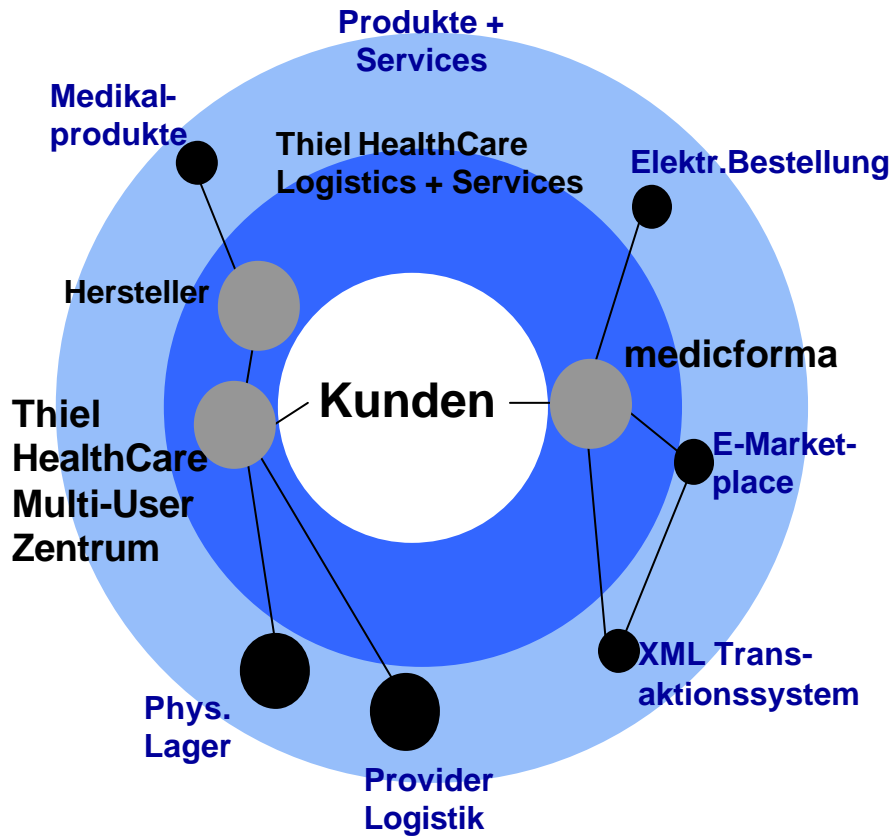 Produkte +
Services
Medikal-
produkte
Thiel HealthCare
Logistics + Services
Elektr.Bestellung
Hersteller
medicforma
Kunden
Thiel
HealthCare
Multi-User
Zentrum
E-Market-
place
XML Trans-
aktionssystem
Phys.
Lager
Provider
Logistik